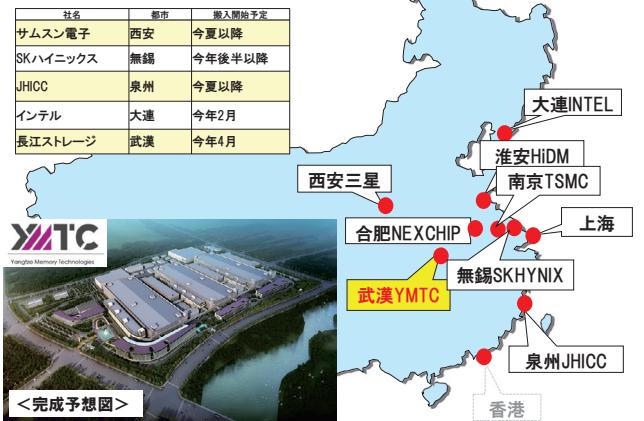 社名 都市 搬入開始予定
サムスン電子 西安 今夏以降
SKハイニックス 無錫 今年後半以降
JHICC 泉州 今夏以降
インテル 大連 今年2月
長江ストレージ 武漢 今年4月
大連INTEL
淮安HiDM
南京TSMC
西安三星
合肥NEXCHIP
上海
無錫SKHYNIX
武漢YMTC
泉州JHICC
香港
YMTC
Yangtze Memory Technologies
＜完成予想図＞